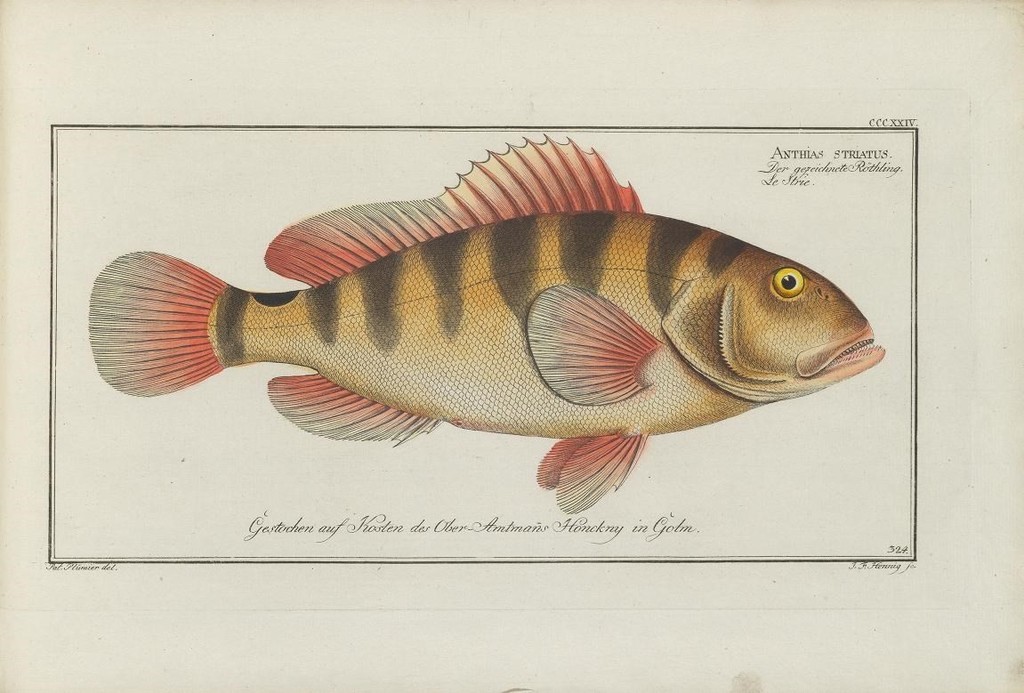 CCCXXIV.
ANTHIAS STRIATUS.
Der gezeichnete Röthling.
Le Strie.
Gestochen auf Kosten des Ober-Amtmañs Honckny in Golm.
324.
Pat. Plümier del.
J. F. Hennig sc.